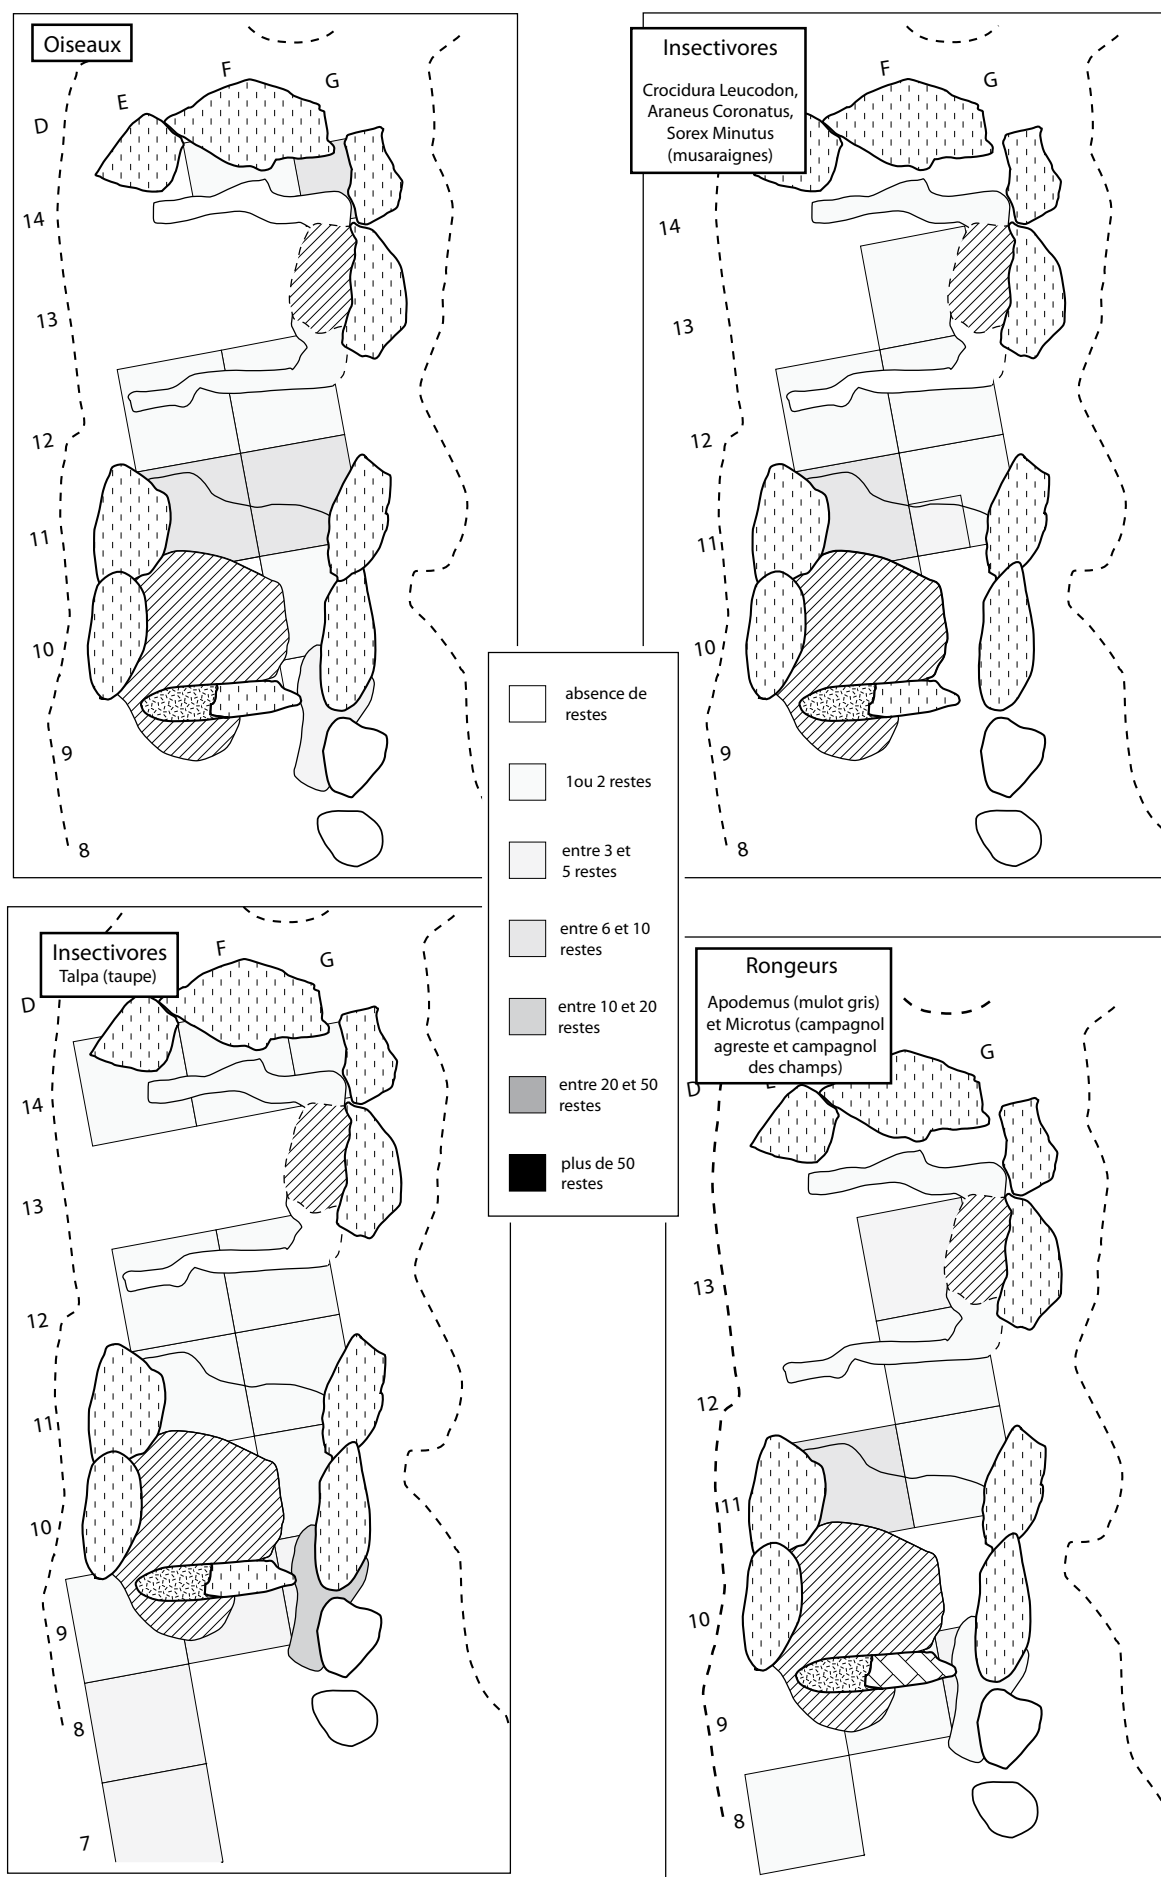 Oiseaux
D
E
F
G
14
13
12
11
10
9
8
Insectivores
Crocidura Leucodon,
Araneus Coronatus,
Sorex Minutus
(musaraignes)
F
G
14
13
12
11
10
9
8
absence de
restes
1ou 2 restes
entre 3 et
5 restes
entre 6 et 10
restes
entre 10 et 20
restes
entre 20 et 50
restes
plus de 50
restes
Insectivores
Talpa (taupe)
D
F
G
14
13
12
11
10
9
8
7
Rongeurs
Apodemus (mulot gris)
et Microtus (campagnol
agreste et campagnol
des champs)
D
G
13
12
11
10
9
8